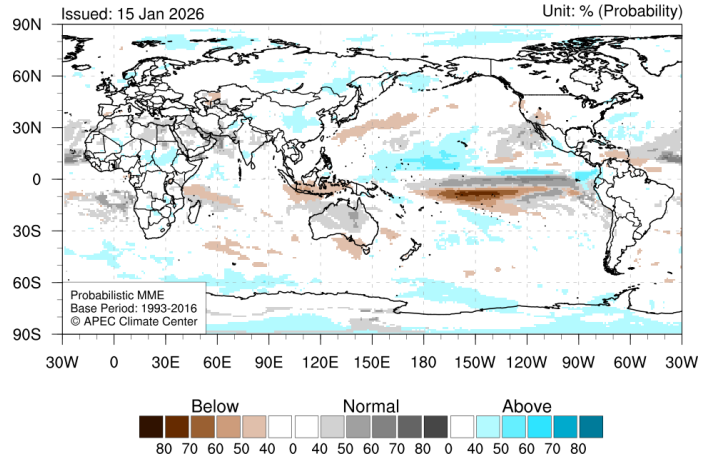 Issued: 15 Jan 2026 Unit: % (Probability)
90N
60N
30N
0
30S
60S
90S
Probabilistic MME
Base Period: 1993-2016
© APEC Climate Center
30W 0 30E 60E 90E 120E 150E 180 150W 120W 90W 60W 30W
Below Normal Above
80 70 60 50 40 0 40 50 60 70 80 0 40 50 60 70 80